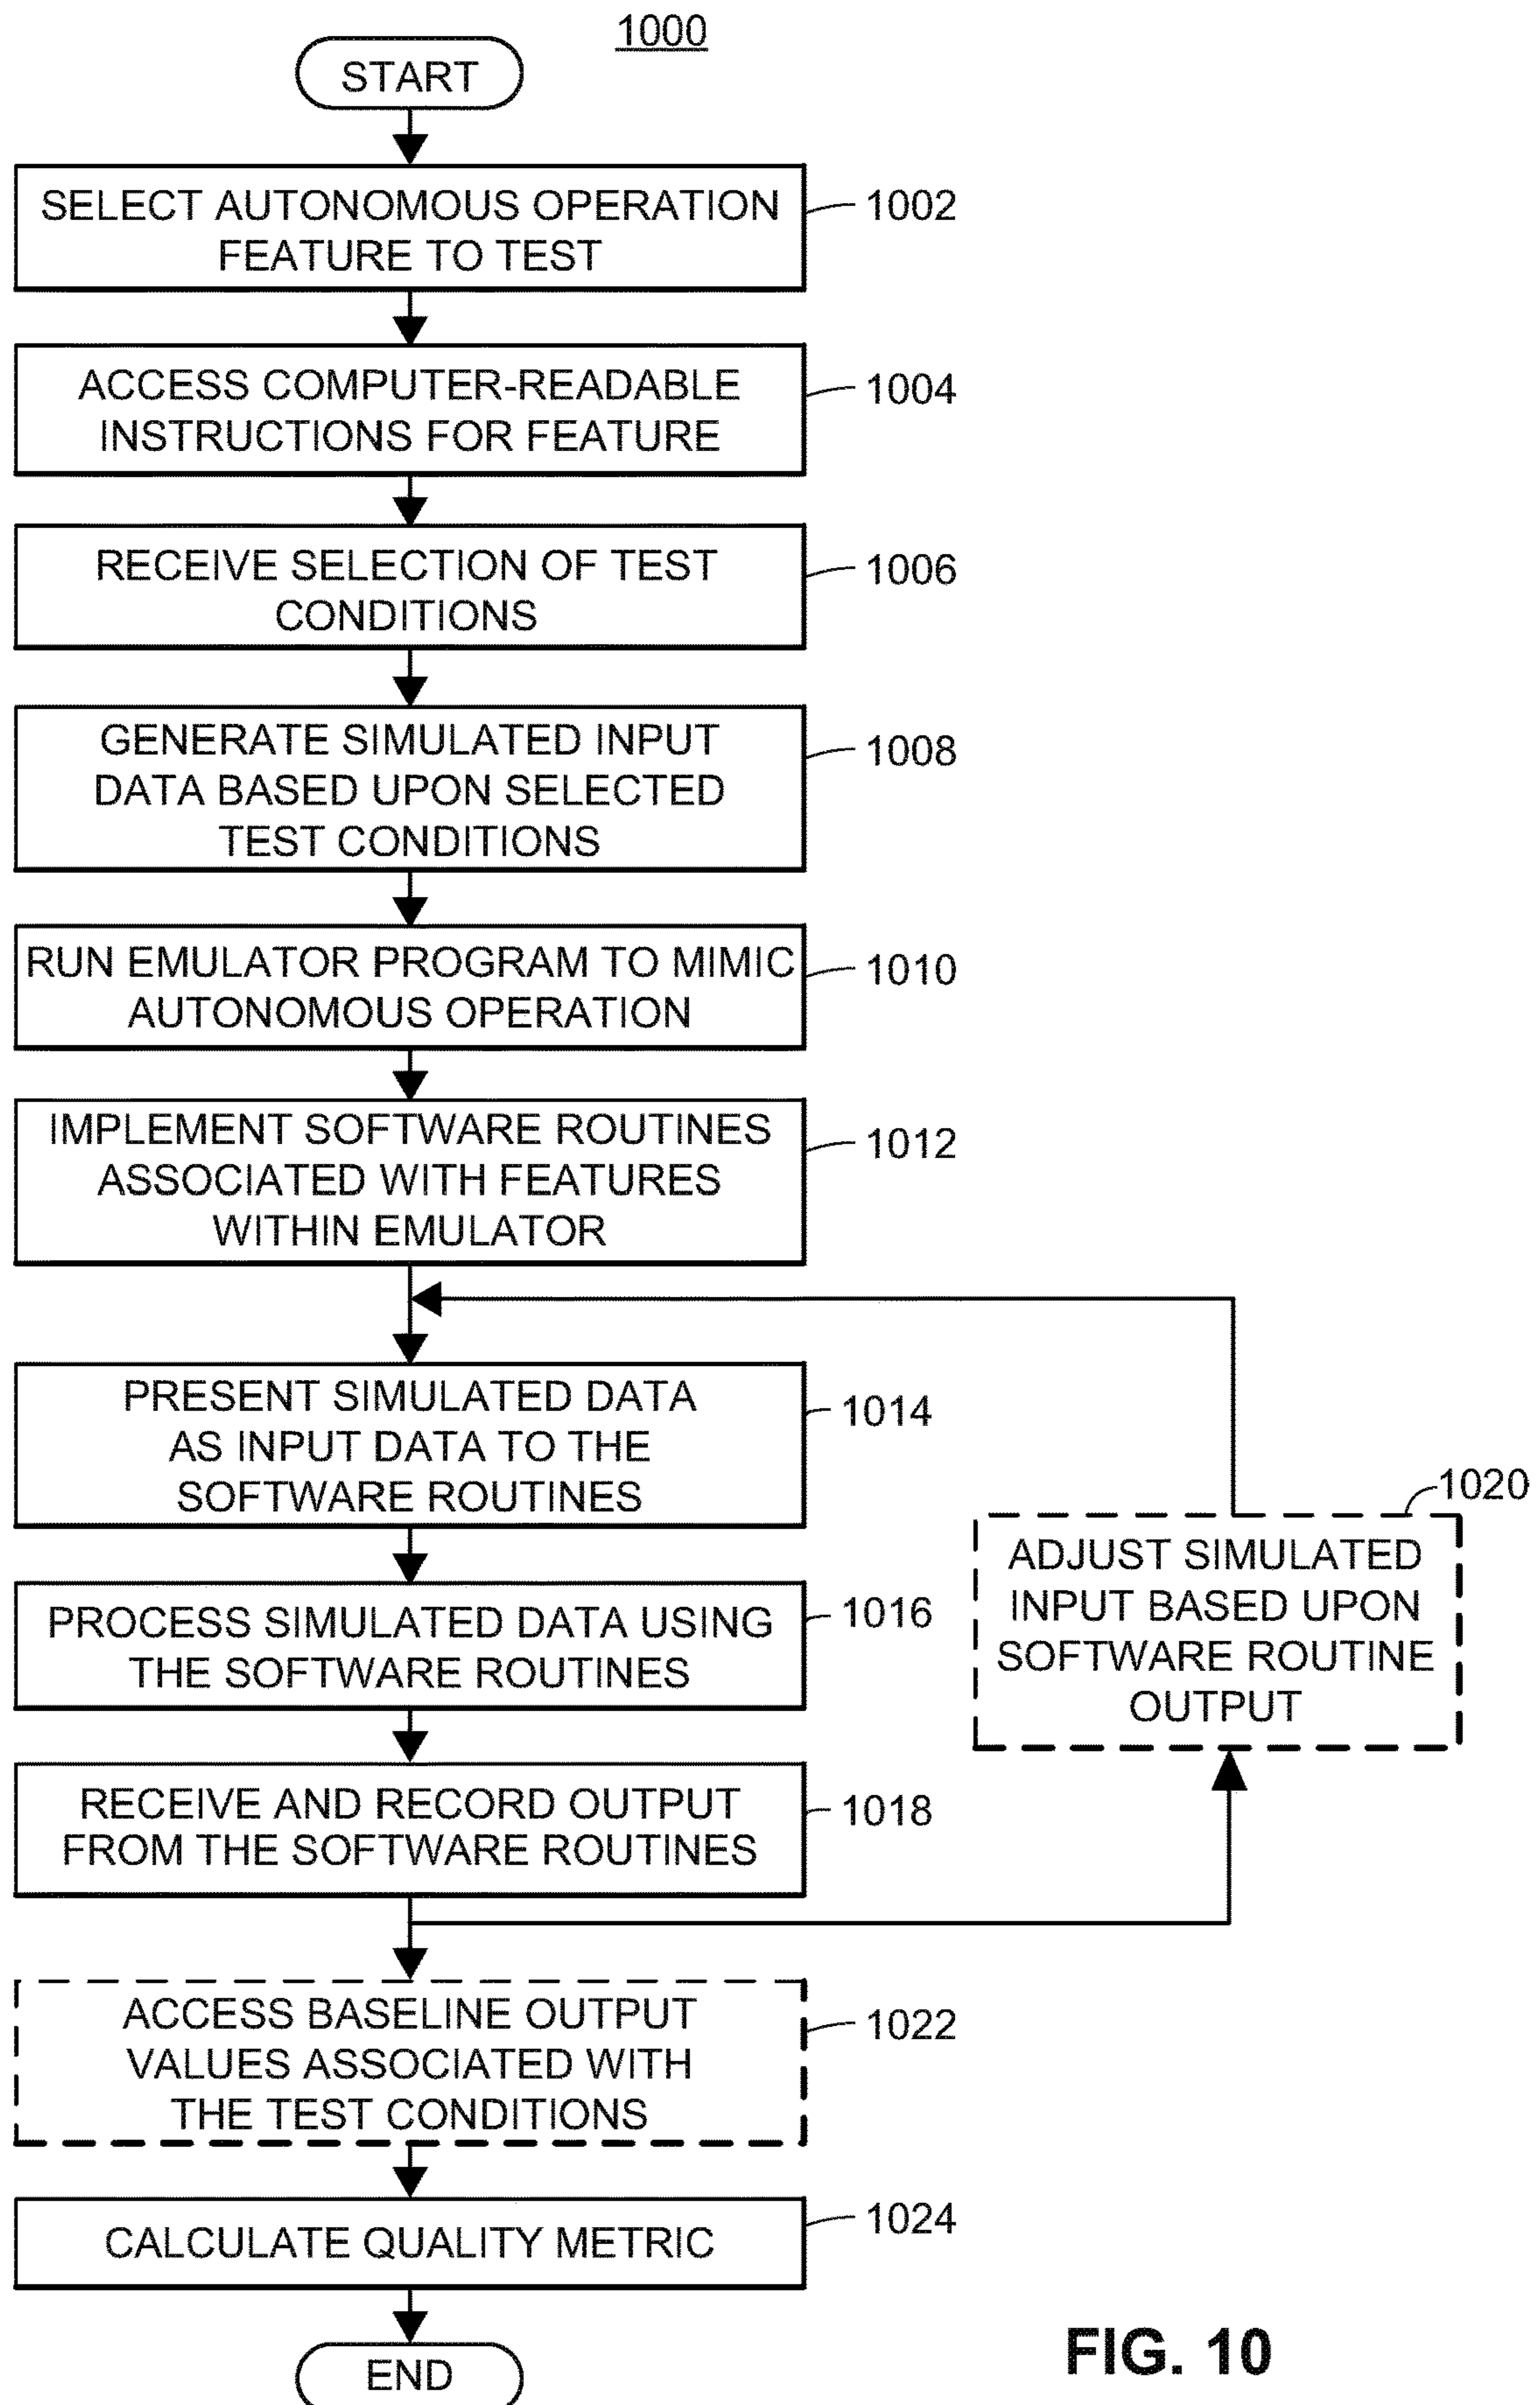 1000
START
SELECT AUTONOMOUS OPERATION
FEATURE TO TEST
1002
ACCESS COMPUTER-READABLE
INSTRUCTIONS FOR FEATURE
1004
RECEIVE SELECTION OF TEST
CONDITIONS
1006
GENERATE SIMULATED INPUT
DATA BASED UPON SELECTED
TEST CONDITIONS
1008
RUN EMULATOR PROGRAM TO MIMIC
AUTONOMOUS OPERATION
1010
IMPLEMENT SOFTWARE ROUTINES
ASSOCIATED WITH FEATURES
WITHIN EMULATOR
1012
PRESENT SIMULATED DATA
AS INPUT DATA TO THE
SOFTWARE ROUTINES
1014
PROCESS SIMULATED DATA USING
THE SOFTWARE ROUTINES
1016
RECEIVE AND RECORD OUTPUT
FROM THE SOFTWARE ROUTINES
1018
1020
ADJUST SIMULATED
INPUT BASED UPON
SOFTWARE ROUTINE
OUTPUT
ACCESS BASELINE OUTPUT
VALUES ASSOCIATED WITH
THE TEST CONDITIONS
1022
CALCULATE QUALITY METRIC
1024
END
FIG. 10